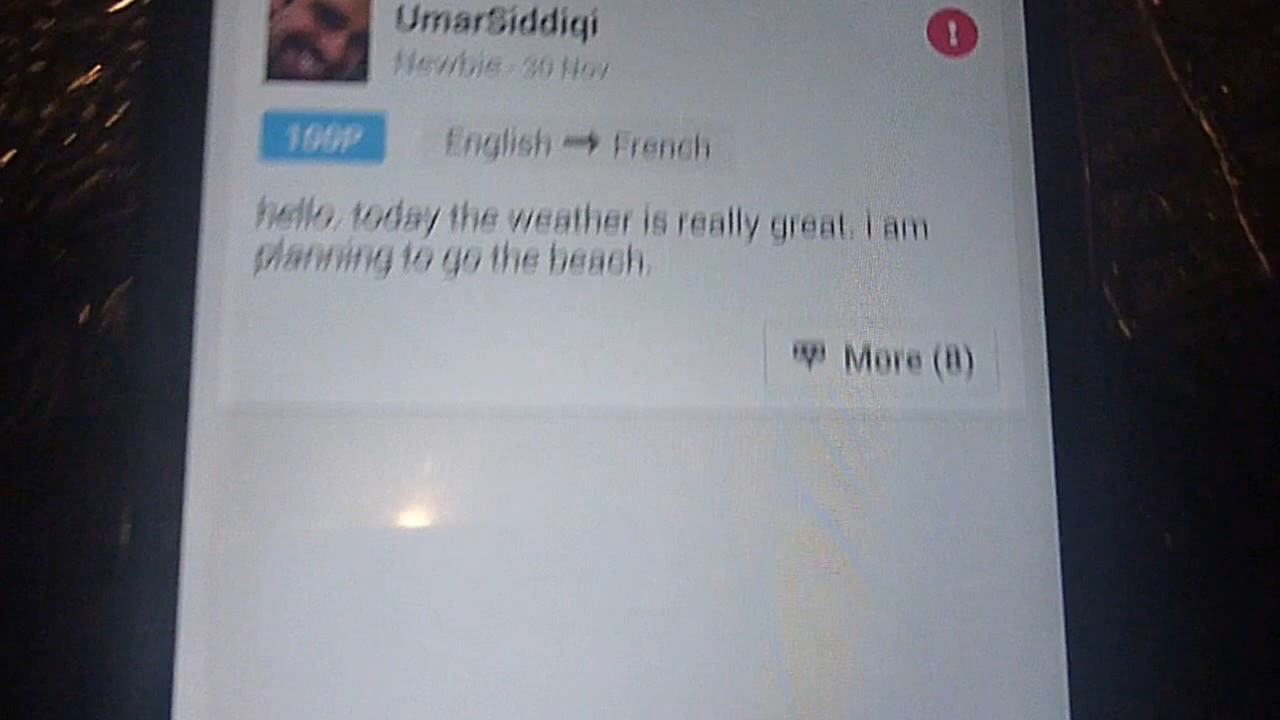 UmarSiddiqi
Newbie - 30 Nov
100P
English → French
hello, today the weather is really great. i am
planning to go the beach.
More (8)